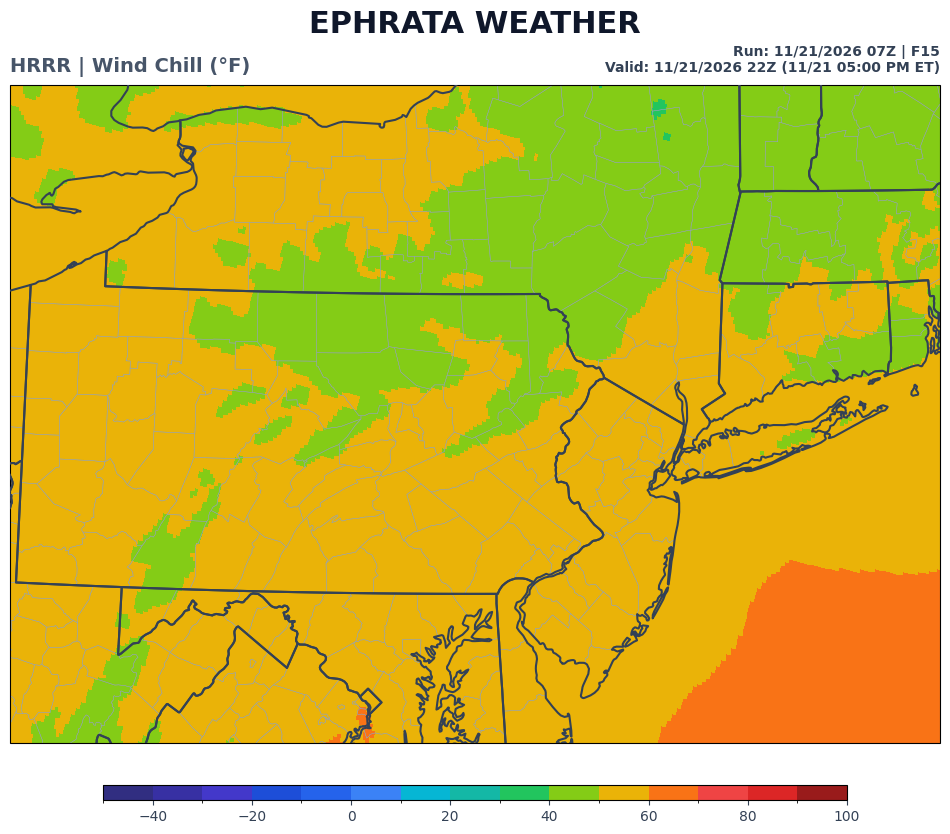 EPHRATA WEATHER
HRRR | Wind Chill (°F)
Run: 11/21/2026 07Z | F15
Valid: 11/21/2026 22Z (11/21 05:00 PM ET)
−40 −20 0 20 40 60 80 100